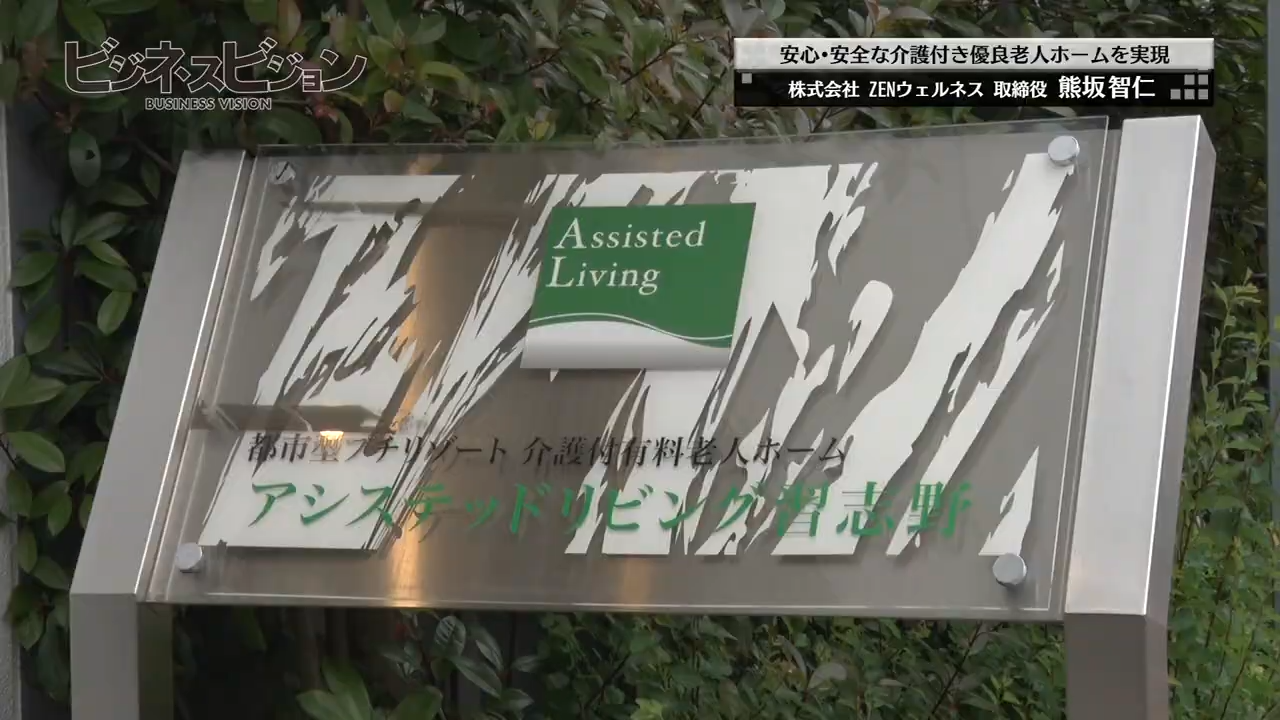 ビジネスビジョン
BUSINESS VISION
安心・安全な介護付き優良老人ホームを実現
株式会社 ZENウェルネス 取締役 熊坂智仁
Assisted
Living
都市型プチリゾート 介護付有料老人ホーム
アシステッドリビング習志野